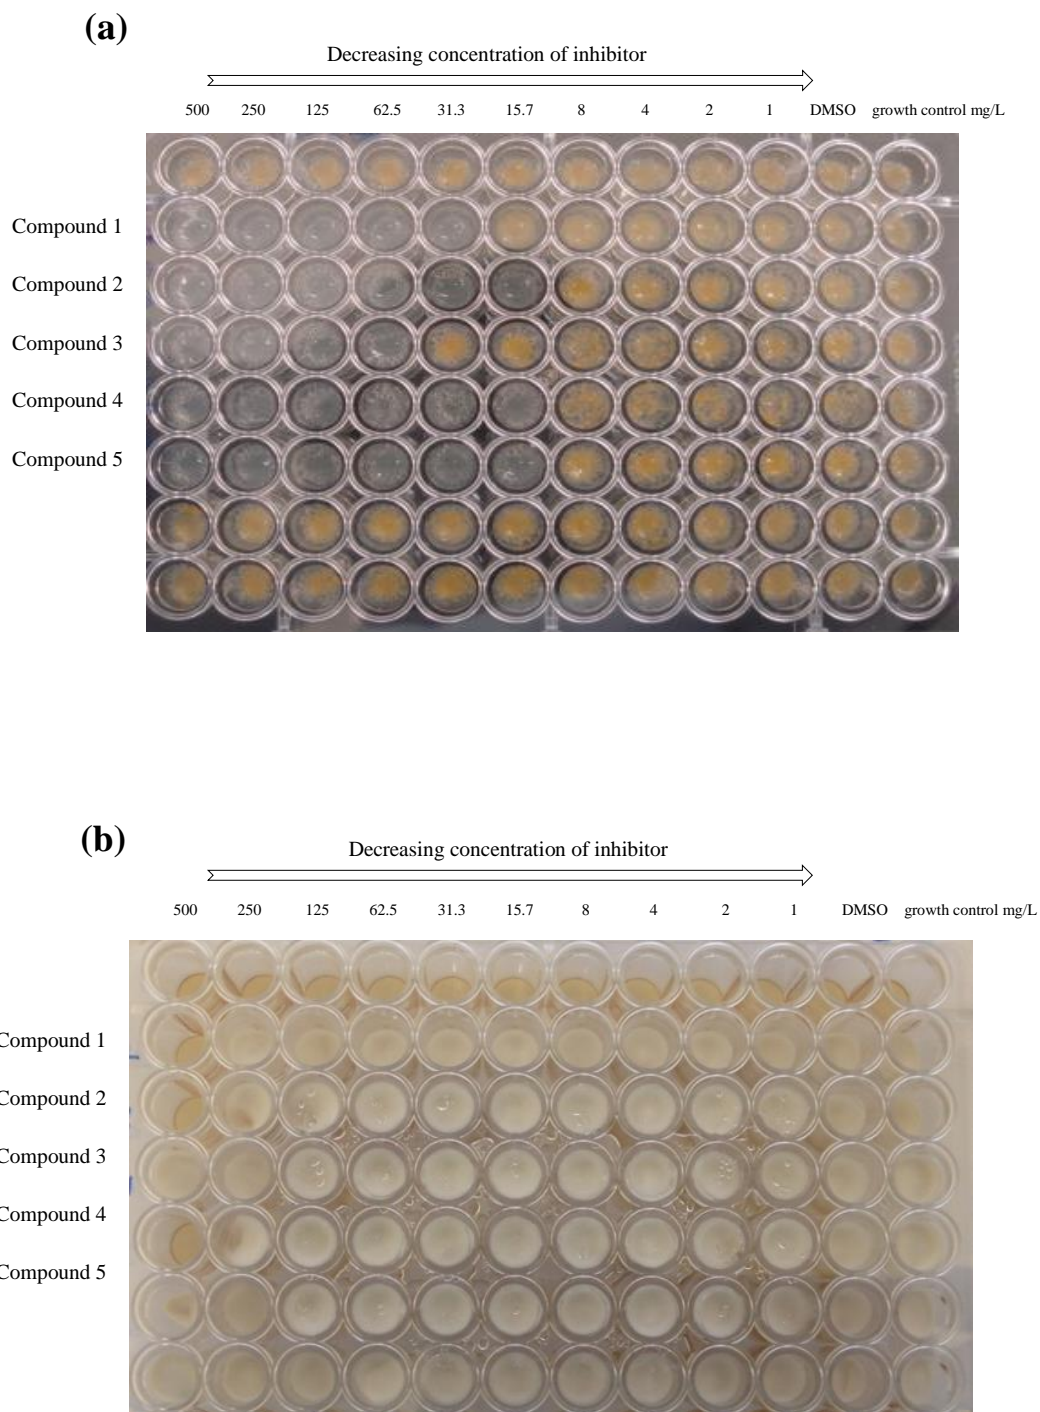 (a)
Decreasing concentration of inhibitor
500 250 125 62.5 31.3 15.7 8 4 2 1 DMSO growth control mg/L
Compound 1
Compound 2
Compound 3
Compound 4
Compound 5
(b)
Decreasing concentration of inhibitor
500 250 125 62.5 31.3 15.7 8 4 2 1 DMSO growth control mg/L
Compound 1
Compound 2
Compound 3
Compound 4
Compound 5